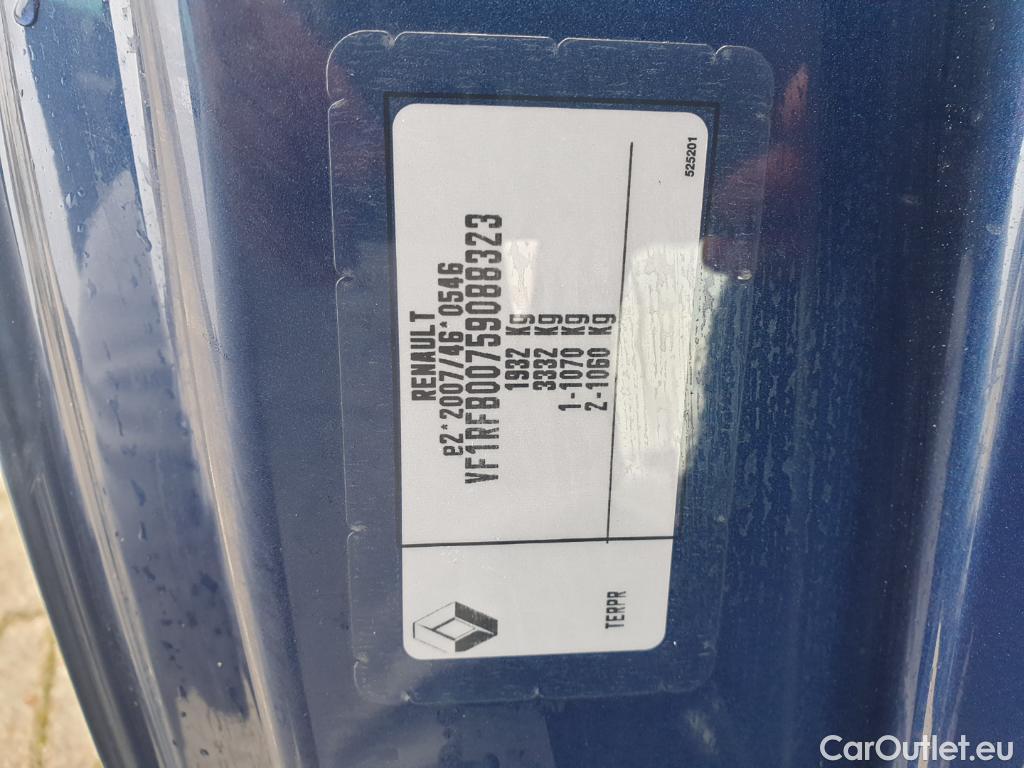 RENAULT
e2*2007/46*0546
VF1RFB00759088323
1932 Kg
3332 Kg
1-1070 Kg
2-1060 Kg
TERPR
525201
CarOutlet.eu